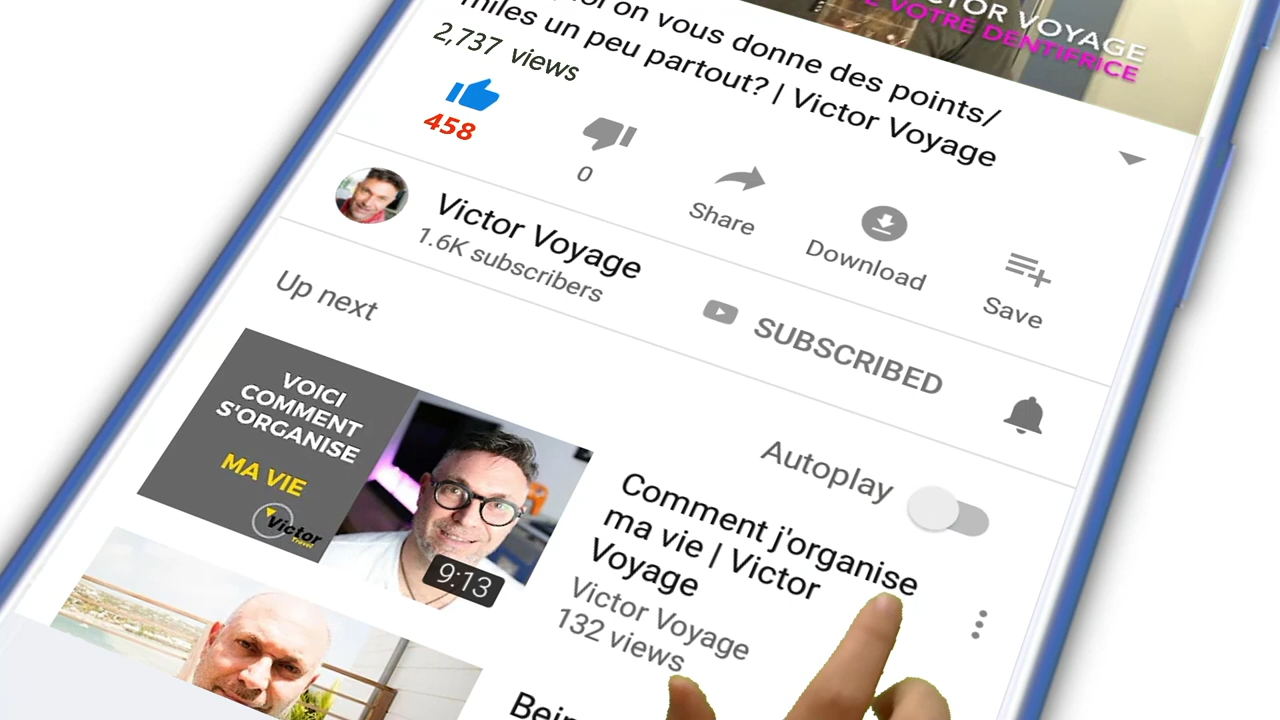 CTOR VOYAGE
E VOTRE DENTIFRICE
on vous donne des points/
miles un peu partout? | Victor Voyage
2,737 views
458
0
Share
Download
Save
Victor Voyage
1.6K subscribers
SUBSCRIBED
Up next
Autoplay
VOICI
COMMENT
S'ORGANISE
MA VIE
Victor
Travel
9:13
Comment j'organise
ma vie | Victor
Voyage
Victor Voyage
132 views